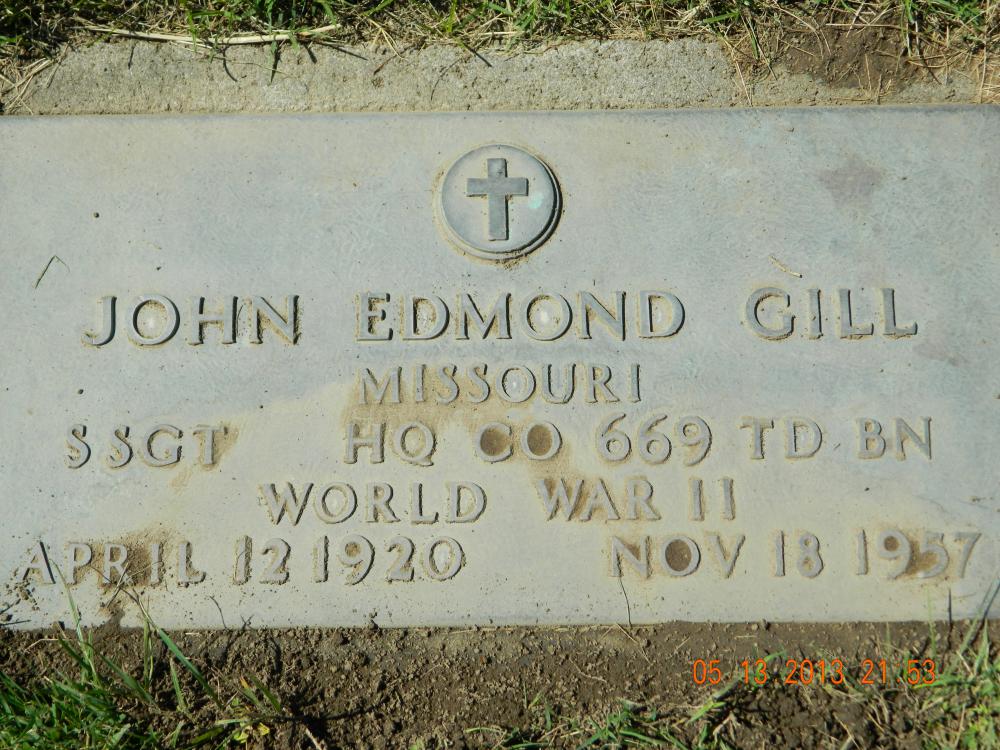 JOHN EDMOND GILL
MISSOURI
S SGT HQ CO 669 TD BN
WORLD WAR II
APRIL 12 1920 NOV 18 1957
05.13.2013 21:53